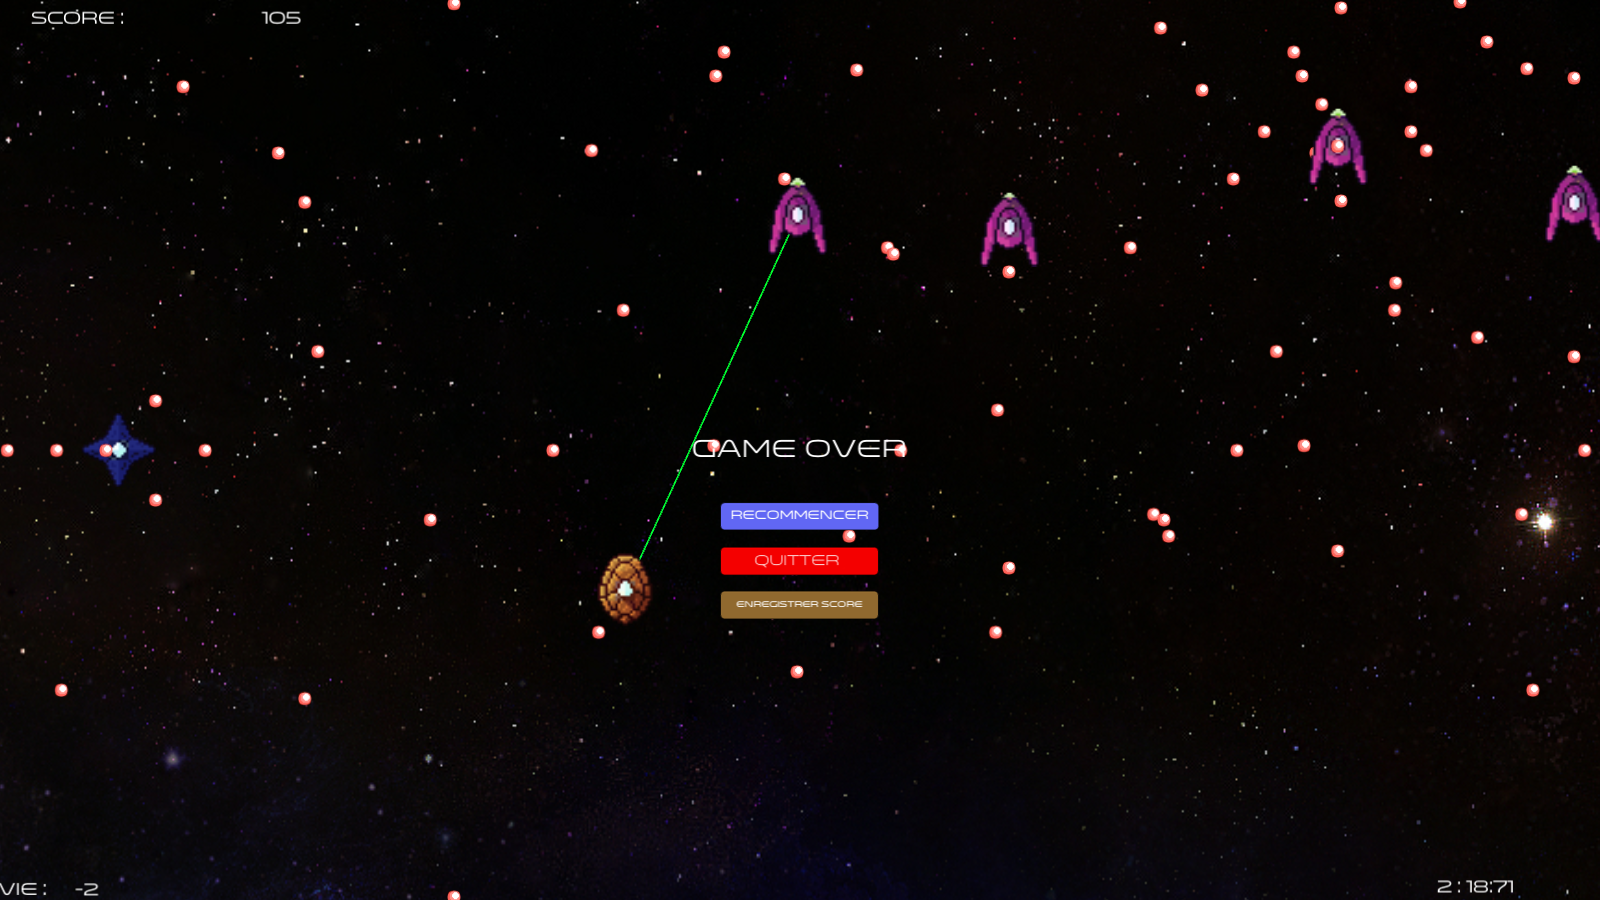 SCORE : 105
GAME OVER
RECOMMENCER
QUITTER
ENREGISTRER SCORE
VIE : -2
2 : 18:71